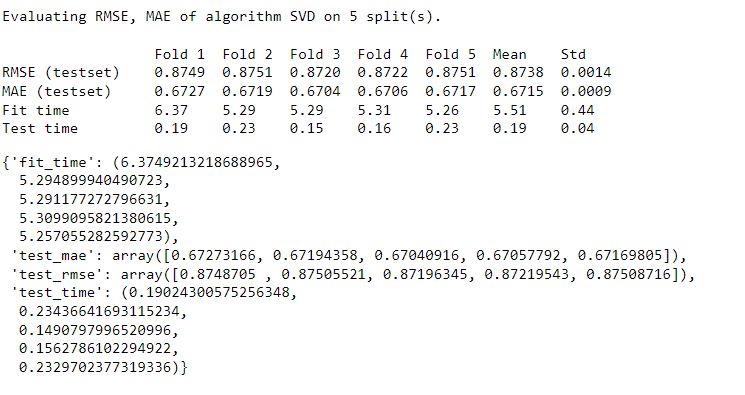 Evaluating RMSE, MAE of algorithm SVD on 5 split(s).

                  Fold 1  Fold 2  Fold 3  Fold 4  Fold 5  Mean    Std
RMSE (testset)    0.8749  0.8751  0.8720  0.8722  0.8751  0.8738  0.0014
MAE (testset)     0.6727  0.6719  0.6704  0.6706  0.6717  0.6715  0.0009
Fit time          6.37    5.29    5.29    5.31    5.26    5.51    0.44
Test time         0.19    0.23    0.15    0.16    0.23    0.19    0.04

{'fit_time': (6.3749213218688965,
  5.294899940490723,
  5.291177272796631,
  5.3099095821380615,
  5.257055282592773),
 'test_mae': array([0.67273166, 0.67194358, 0.67040916, 0.67057792, 0.67169805]),
 'test_rmse': array([0.8748705 , 0.87505521, 0.87196345, 0.87219543, 0.87508716]),
 'test_time': (0.19024300575256348,
  0.23436641693115234,
  0.1490797996520996,
  0.1562786102294922,
  0.2329702377319336)}